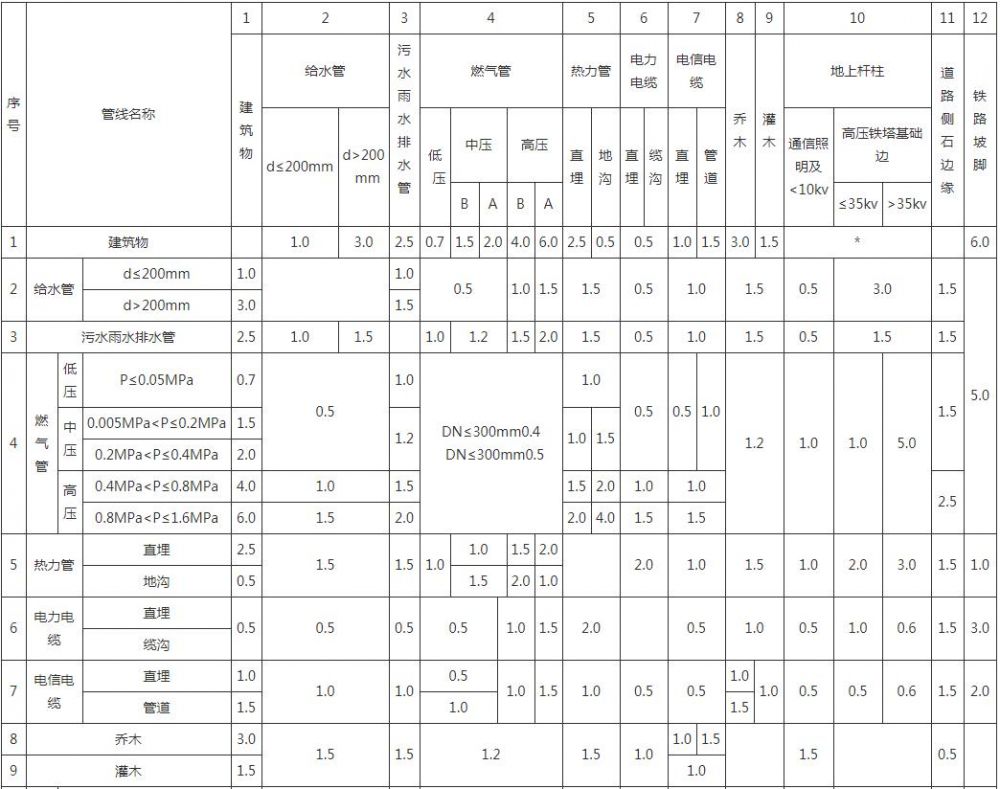 序号 管线名称 1 2 3 4 5 6 7 8 9 10 11 12
建筑物 给水管 污水雨水排水管 燃气管 热力管 电力电缆 电信电缆 乔木 灌木 地上杆柱 道路侧石边缘 铁路坡脚
d≤200mm d>200mm 低压 中压 高压 直埋 地沟 直埋 缆沟 直埋 管道 通信照明及<10kv 高压铁塔基础边
B A B A ≤35kv >35kv
1 建筑物 1.0 3.0 2.5 0.7 1.5 2.0 4.0 6.0 2.5 0.5 0.5 1.0 1.5 3.0 1.5 * 6.0
2 给水管 d≤200mm 1.0 1.0 0.5 1.0 1.5 1.5 0.5 1.0 1.5 0.5 3.0 1.5 5.0
d>200mm 3.0 1.5
3 污水雨水排水管 2.5 1.0 1.5 1.0 1.2 1.5 2.0 1.5 0.5 1.0 1.5 0.5 1.5 1.5
4 燃气管 低压 P≤0.05MPa 0.7 0.5 1.0 DN≤300mm0.4 1.0 0.5 0.5 1.0 1.2 1.0 1.0 5.0 1.5
DN≤300mm0.5
中压 0.005MPa<P≤0.2MPa 1.5 1.2 1.0 1.5
0.2MPa<P≤0.4MPa 2.0
高压 0.4MPa<P≤0.8MPa 4.0 1.0 1.5 1.5 2.0 1.0 1.0 2.5
0.8MPa<P≤1.6MPa 6.0 1.5 2.0 2.0 4.0 1.5 1.5
5 热力管 直埋 2.5 1.5 1.5 1.0 1.0 1.5 2.0 2.0 1.0 1.5 1.0 2.0 3.0 1.5 1.0
地沟 0.5 1.5 2.0 1.0
6 电力电缆 直埋 0.5 0.5 0.5 0.5 1.0 1.5 2.0 0.5 1.0 0.5 1.0 0.6 1.5 3.0
缆沟
7 电信电缆 直埋 1.0 1.0 1.0 0.5 1.0 1.5 1.0 0.5 0.5 1.0 1.0 0.5 0.5 0.6 1.5 2.0
管道 1.5 1.0 1.5
8 乔木 3.0 1.5 1.5 1.2 1.5 1.0 1.0 1.5 1.5 0.5
9 灌木 1.5 1.0